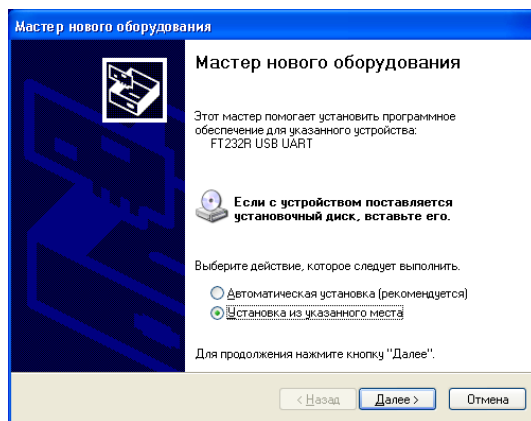 Мастер нового оборудования
Мастер нового оборудования
Этот мастер помогает установить программное
обеспечение для указанного устройства:
FT232R USB UART
Если с устройством поставляется
установочный диск, вставьте его.
Выберите действие, которое следует выполнить.
Автоматическая установка (рекомендуется)
Установка из указанного места
Для продолжения нажмите кнопку "Далее".
< Назад Далее > Отмена